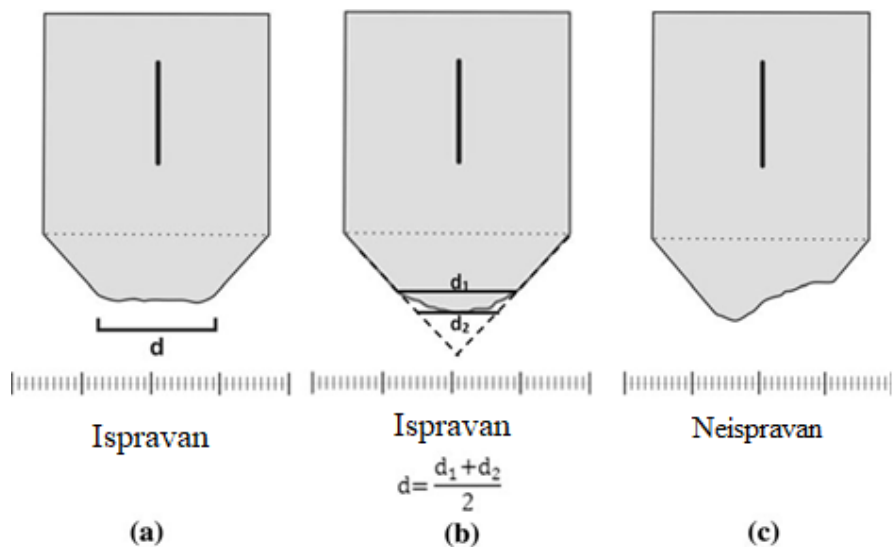 d
d₁
d₂
Ispravan
Ispravan
Neispravan
d= d₁+d₂
2
(a)
(b)
(c)